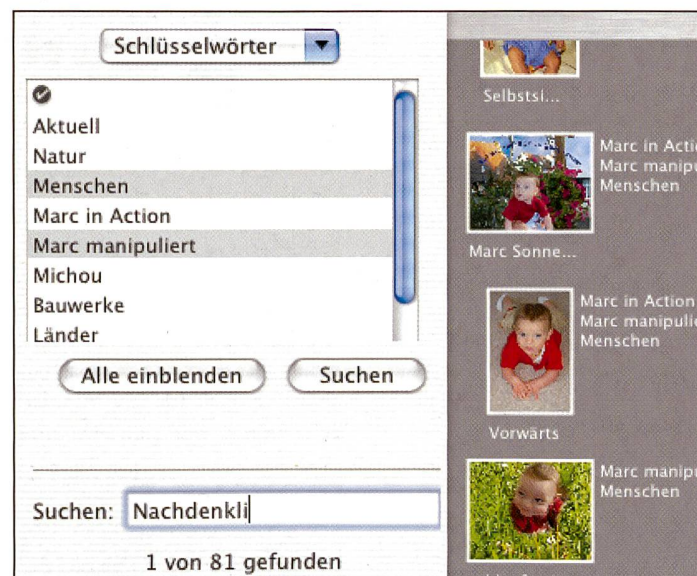 Schlüsselwörter
Aktuell
Natur
Menschen
Marc in Action
Marc manipuliert
Michou
Bauwerke
Länder
Alle einblenden
Suchen
Suchen: Nachdenkli
1 von 81 gefunden
Selbstsi...
Marc in Actio
Marc manipu
Menschen
Marc Sonne...
Marc in Action
Marc manipulie
Menschen
Vorwärts
Marc manipu
Menschen